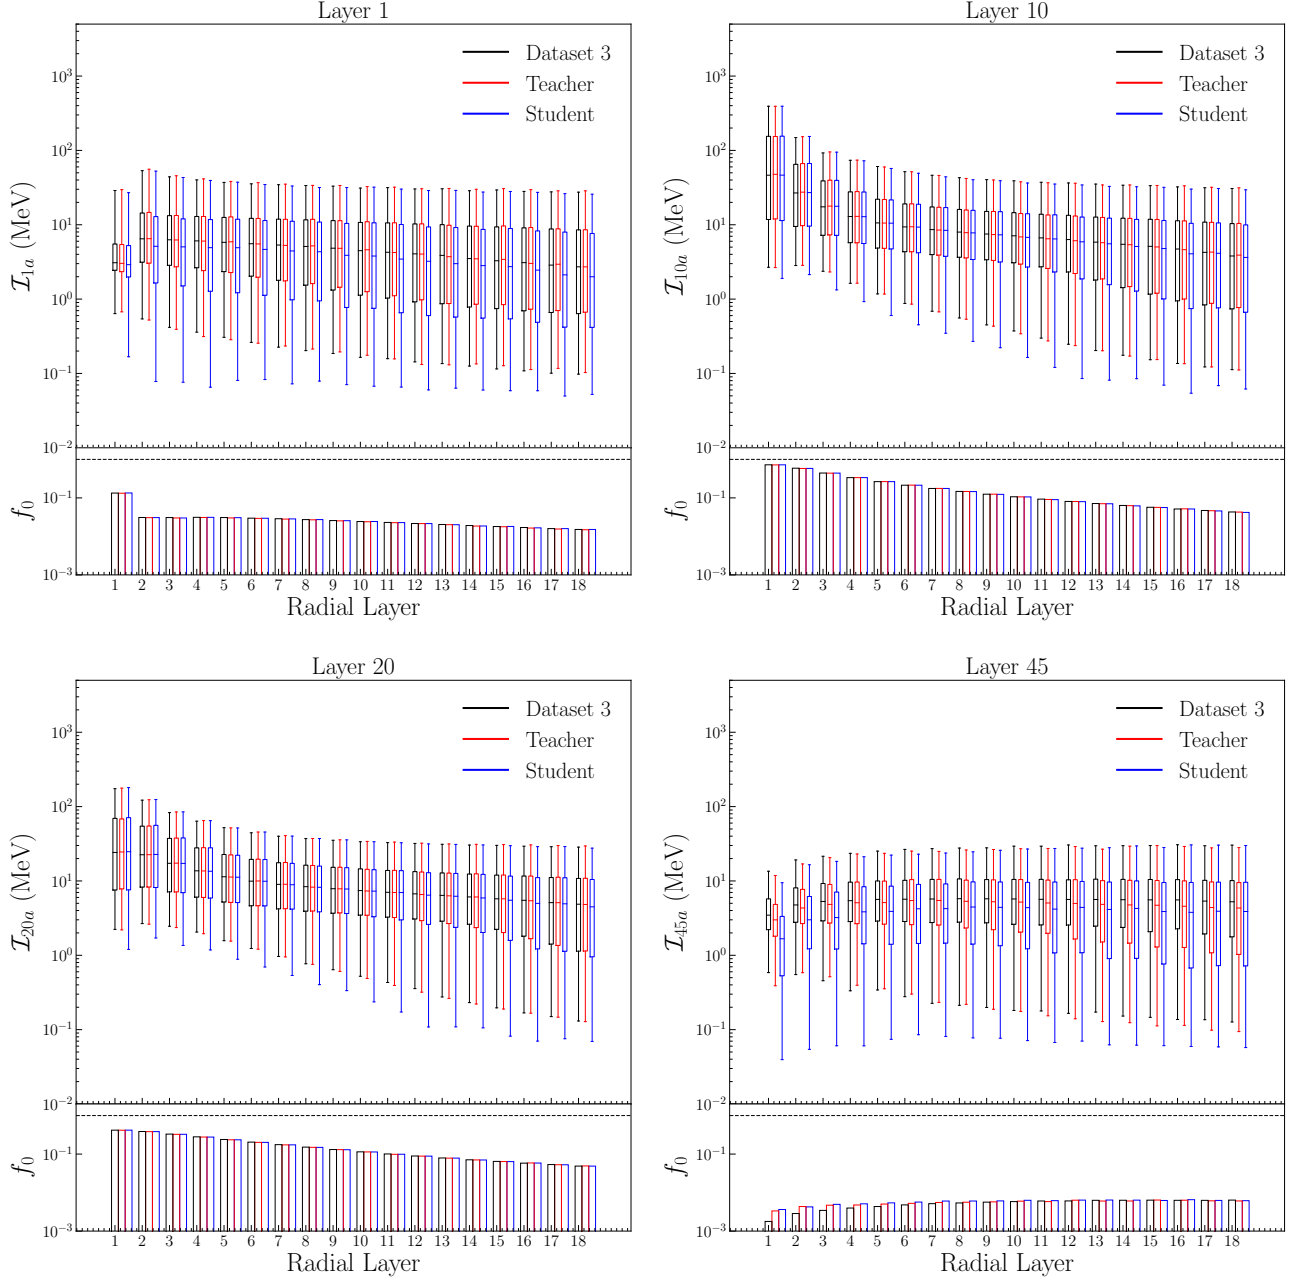 Layer 1
Dataset 3
Teacher
Student
10³
10²
10¹
10⁰
10⁻¹
10⁻²
ℐ₁ₐ (MeV)
10⁻¹
10⁻³
f₀
1 2 3 4 5 6 7 8 9 10 11 12 13 14 15 16 17 18
Radial Layer
Layer 10
Dataset 3
Teacher
Student
10³
10²
10¹
10⁰
10⁻¹
10⁻²
ℐ₁₀ₐ (MeV)
10⁻¹
10⁻³
f₀
1 2 3 4 5 6 7 8 9 10 11 12 13 14 15 16 17 18
Radial Layer
Layer 20
Dataset 3
Teacher
Student
10³
10²
10¹
10⁰
10⁻¹
10⁻²
ℐ₂₀ₐ (MeV)
10⁻¹
10⁻³
f₀
1 2 3 4 5 6 7 8 9 10 11 12 13 14 15 16 17 18
Radial Layer
Layer 45
Dataset 3
Teacher
Student
10³
10²
10¹
10⁰
10⁻¹
10⁻²
ℐ₄₅ₐ (MeV)
10⁻¹
10⁻³
f₀
1 2 3 4 5 6 7 8 9 10 11 12 13 14 15 16 17 18
Radial Layer